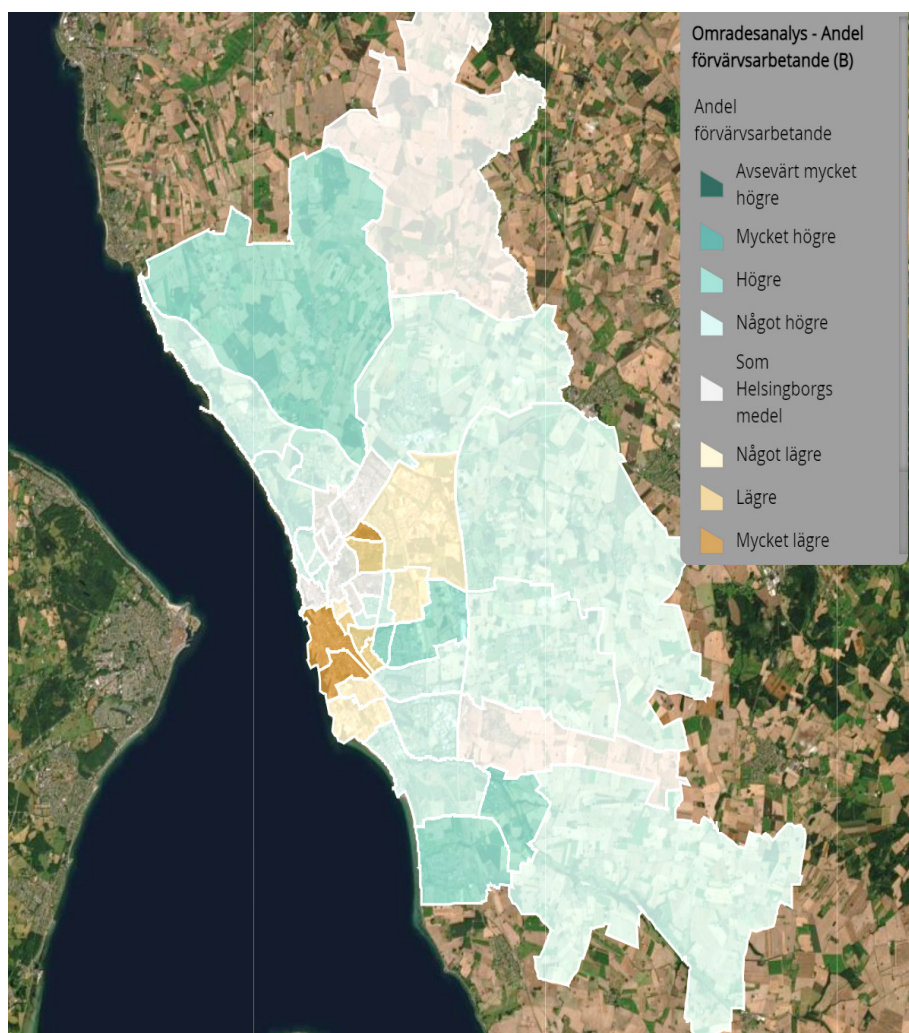 Omradesanalys - Andel
förvärvsarbetande (B)
Andel
förvärvsarbetande
Avsevärt mycket
högre
Mycket högre
Högre
Något högre
Som
Helsingborgs
medel
Något lägre
Lägre
Mycket lägre